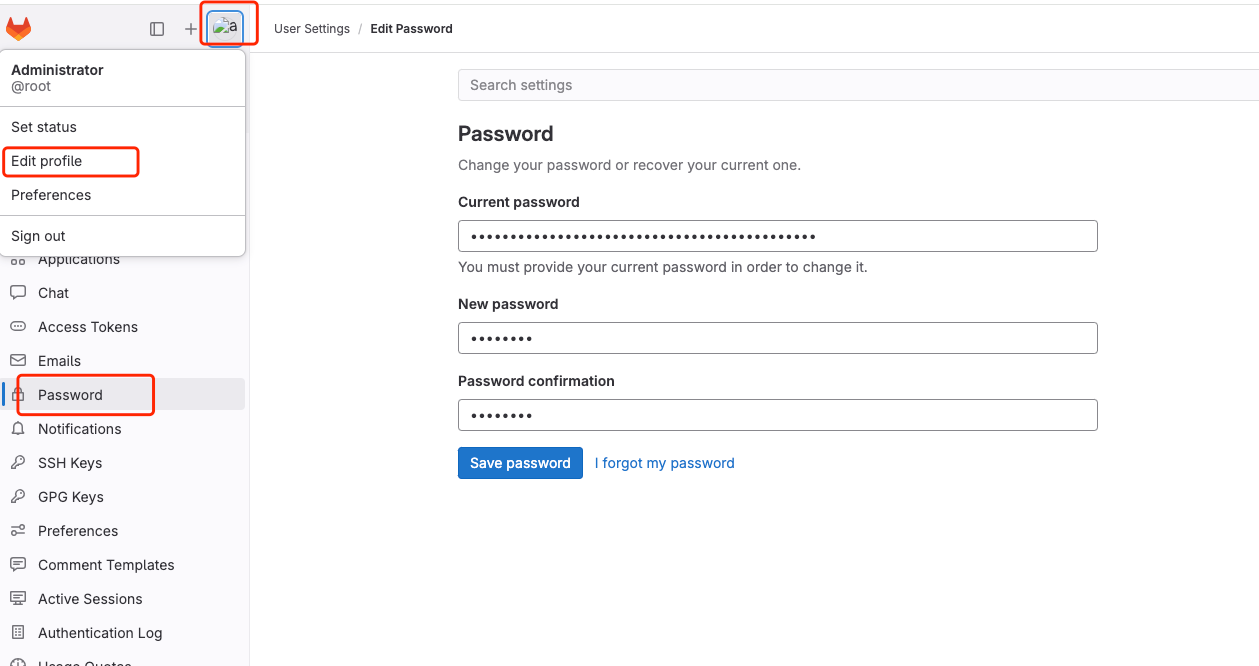 a
User Settings / Edit Password
Administrator
@root
Set status
Edit profile
Preferences
Sign out
Applications
Chat
Access Tokens
Emails
Password
Notifications
SSH Keys
GPG Keys
Preferences
Comment Templates
Active Sessions
Authentication Log
Usage Quotas
Search settings
Password
Change your password or recover your current one.
Current password
You must provide your current password in order to change it.
New password
Password confirmation
Save password I forgot my password